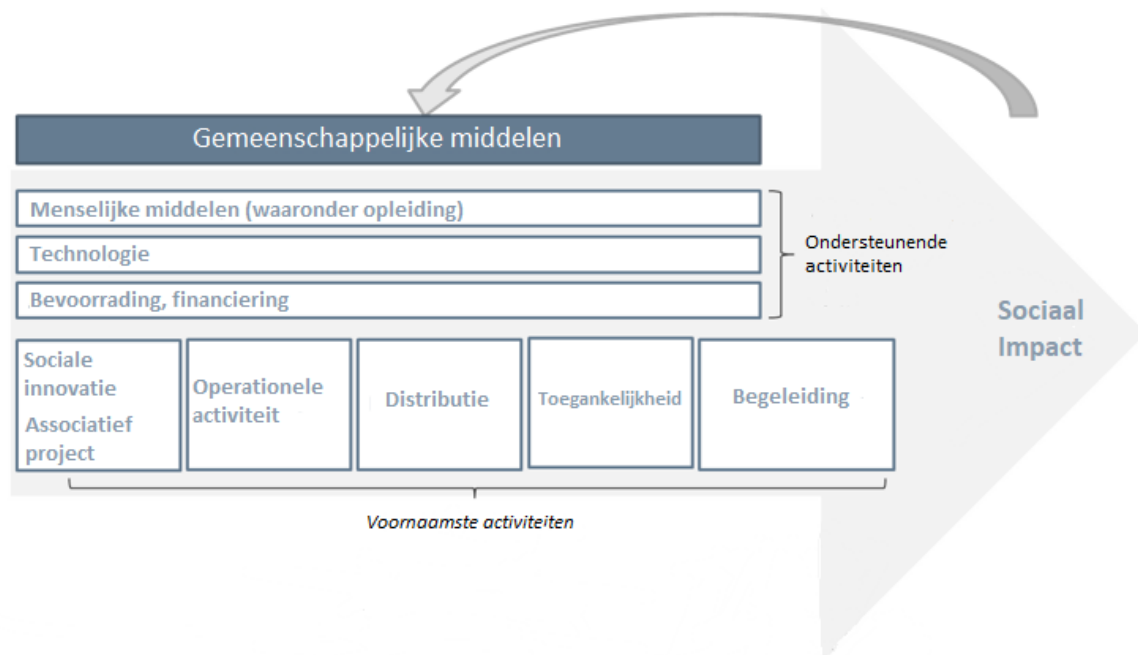 Gemeenschappelijke middelen
Menselijke middelen (waaronder opleiding)
Technologie
Bevoorrading, financiering
Ondersteunende
activiteiten
Sociaal
Impact
Sociale
innovatie
Associatief
project
Operationele
activiteit
Distributie
Toegankelijkheid
Begeleiding
Voornaamste activiteiten